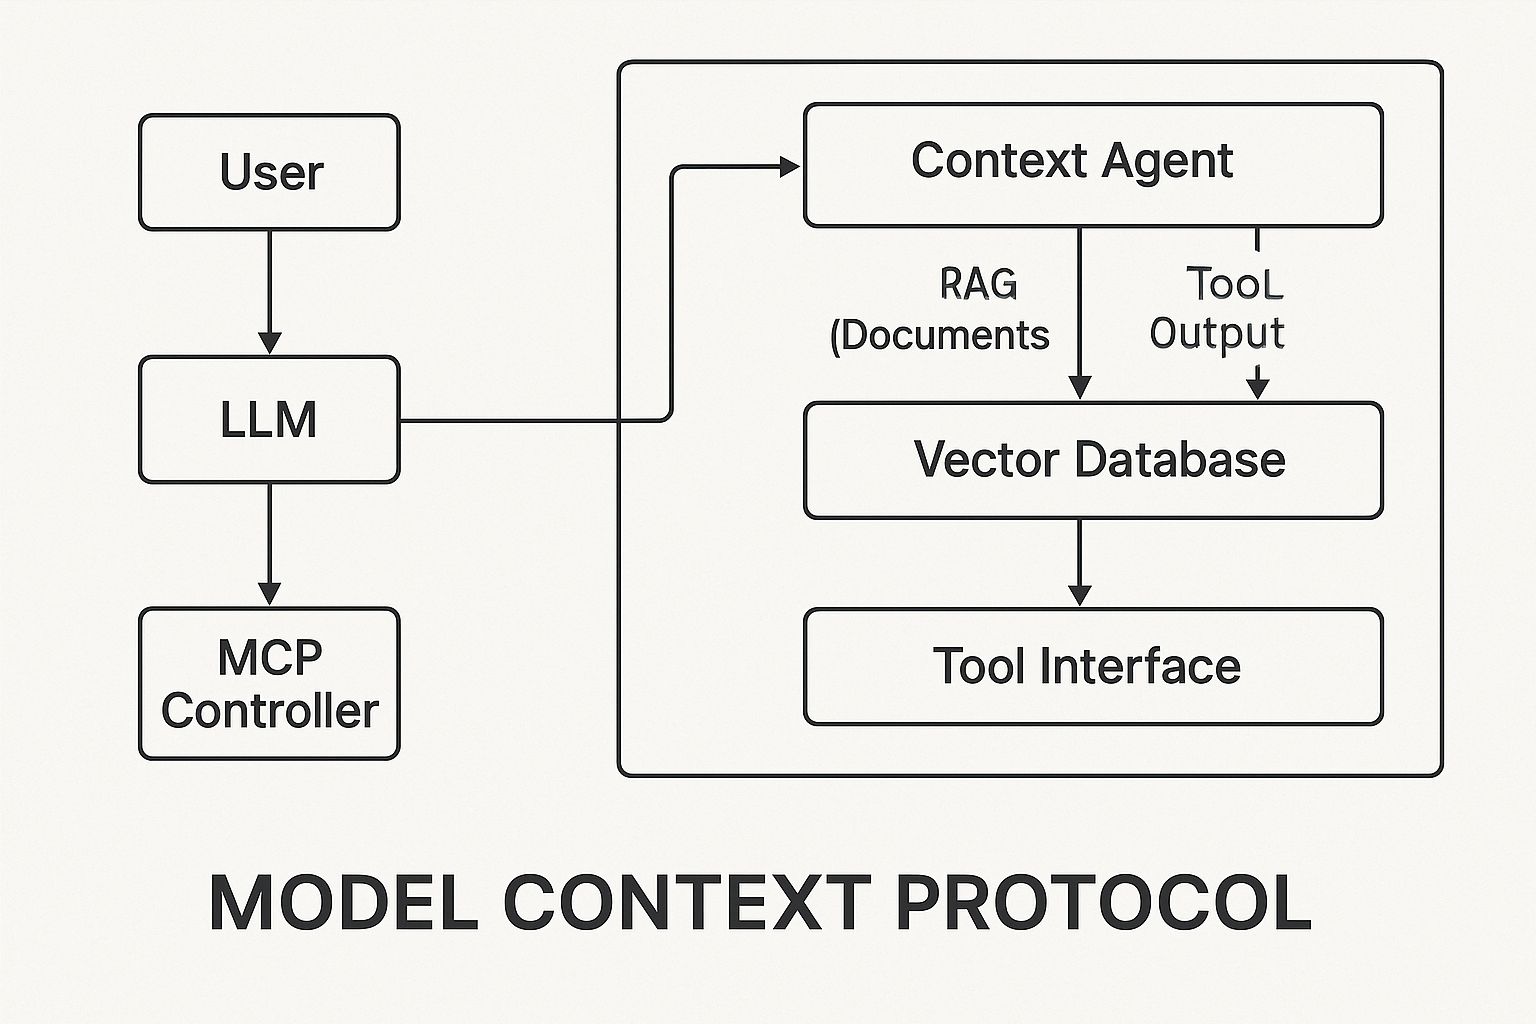 User
LLM
MCP
Controller
Context Agent
RAG
(Documents
TooL
Output
Vector Database
Tool Interface
MODEL CONTEXT PROTOCOL